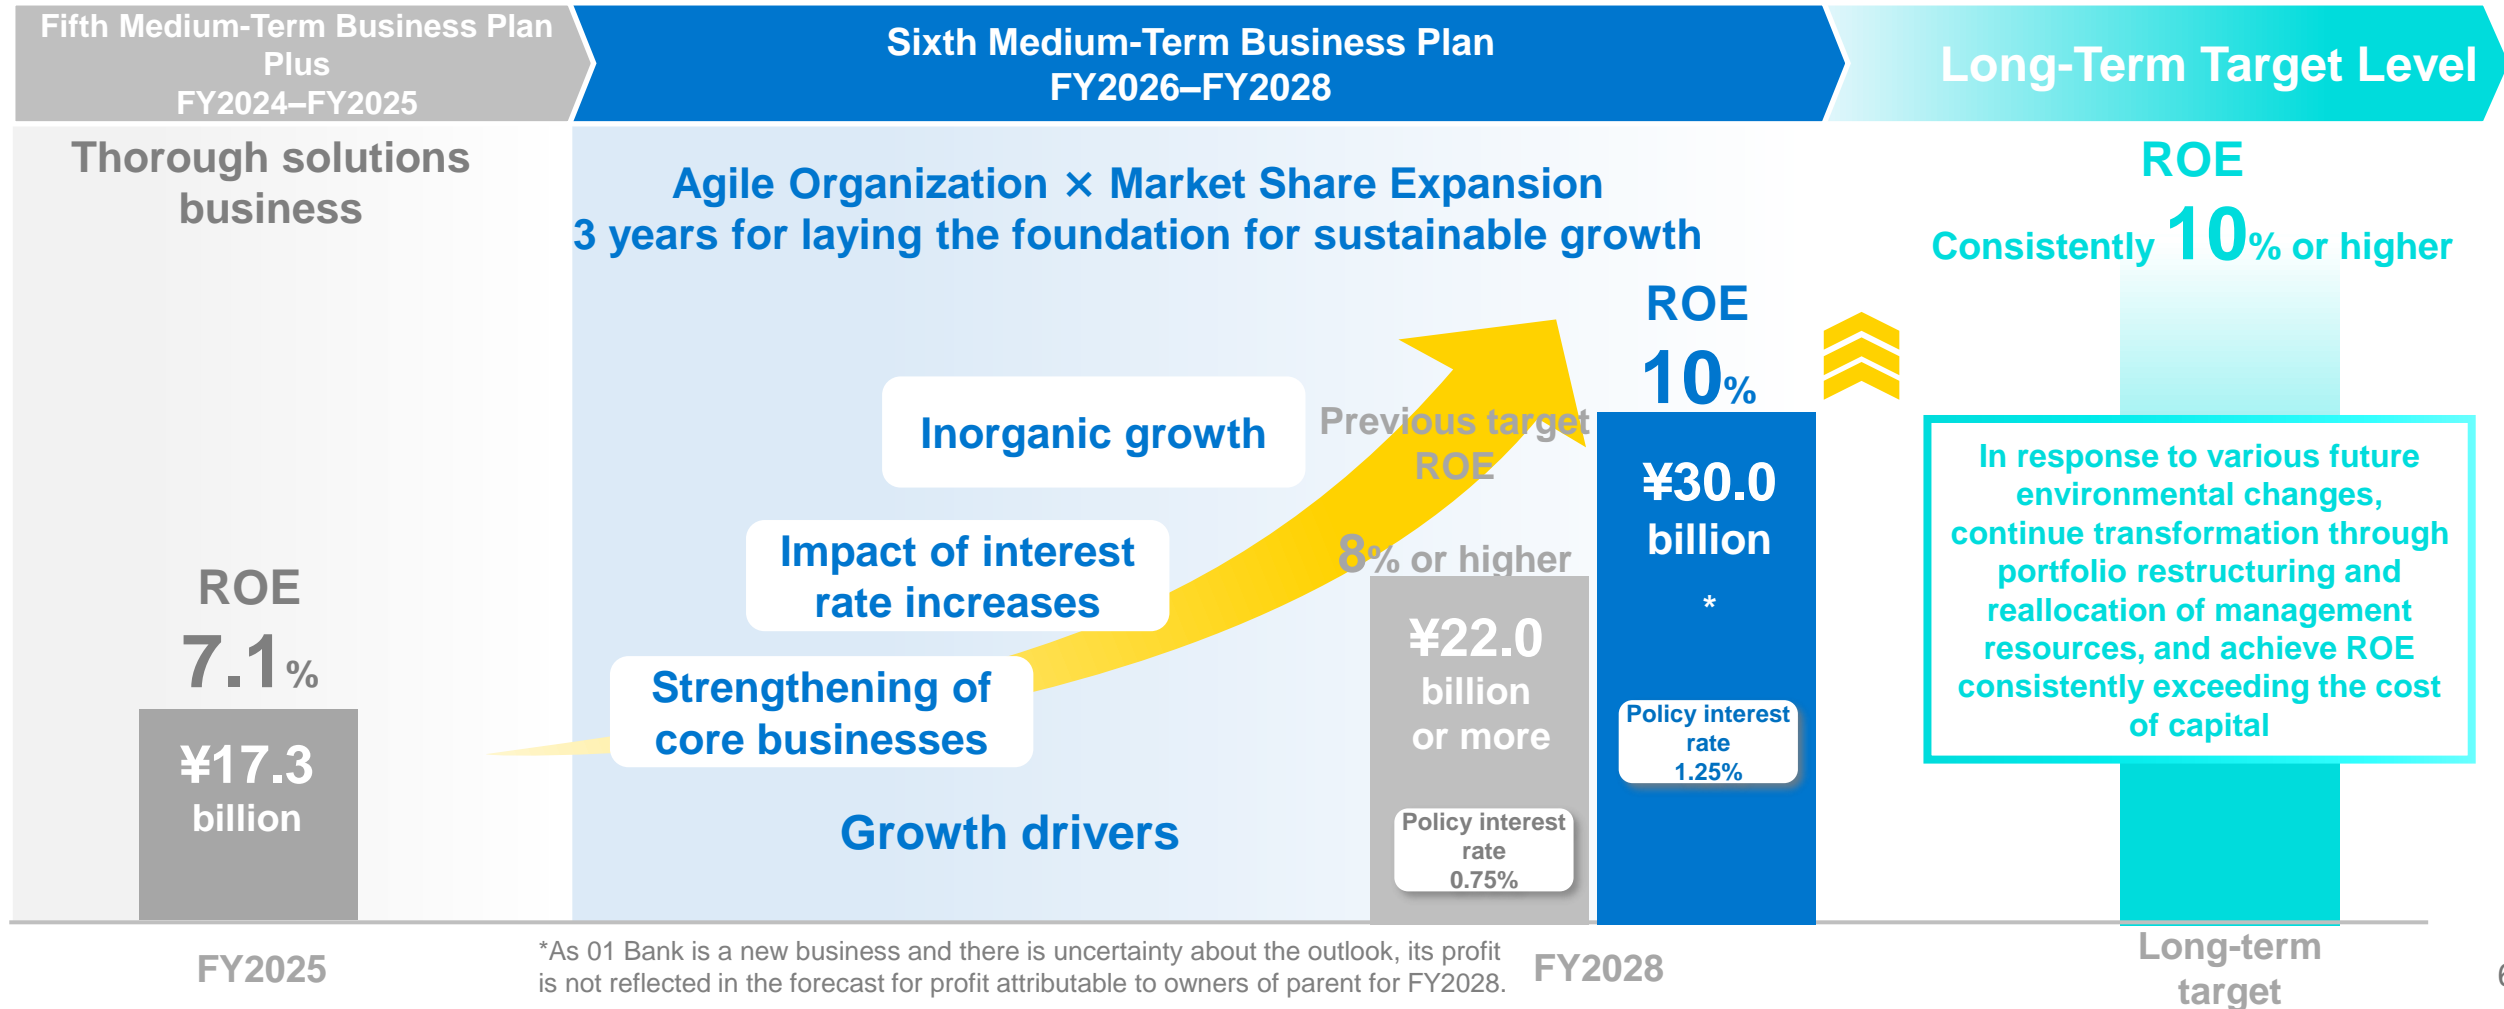 Fifth Medium-Term Business Plan
Plus
FY2024–FY2025
Sixth Medium-Term Business Plan
FY2026–FY2028
Long-Term Target Level
Thorough solutions
business
ROE
7.1%
¥17.3
billion
FY2025
Agile Organization × Market Share Expansion
3 years for laying the foundation for sustainable growth
Inorganic growth
Impact of interest
rate increases
Strengthening of
core businesses
Growth drivers
Previous target
ROE
8% or higher
¥22.0
billion
or more
Policy interest
rate
0.75%
ROE
10%
¥30.0
billion
*
Policy interest
rate
1.25%
FY2028
*As 01 Bank is a new business and there is uncertainty about the outlook, its profit
is not reflected in the forecast for profit attributable to owners of parent for FY2028.
ROE
Consistently 10% or higher
In response to various future
environmental changes,
continue transformation through
portfolio restructuring and
reallocation of management
resources, and achieve ROE
consistently exceeding the cost
of capital
Long-term
target